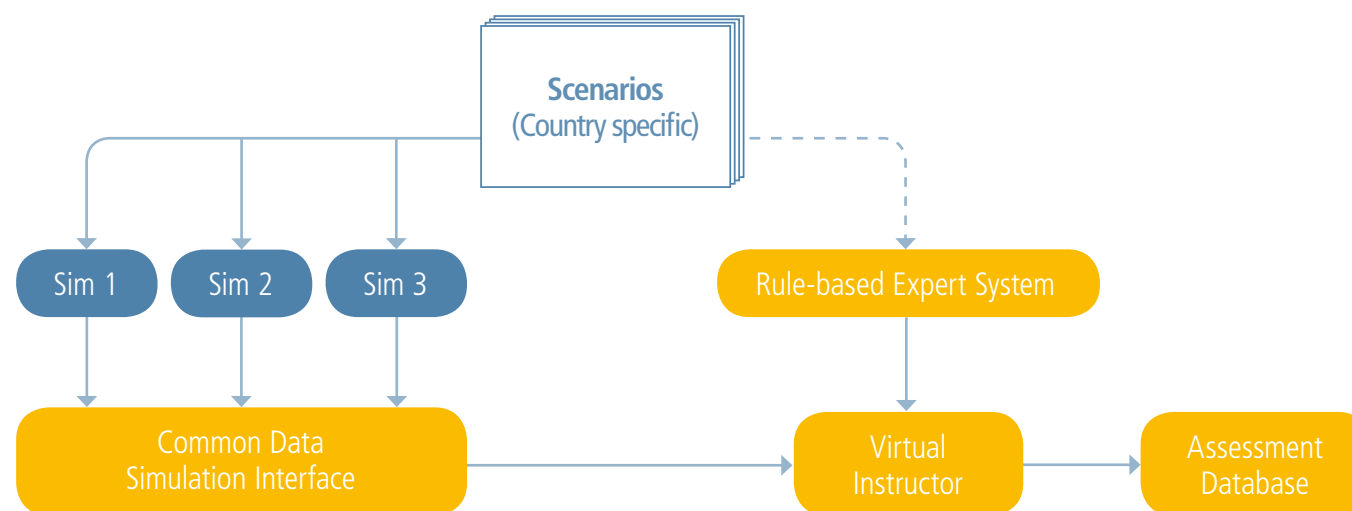 Scenarios
(Country specific)
Sim 1
Sim 2
Sim 3
Rule-based Expert System
Common Data
Simulation Interface
Virtual
Instructor
Assessment
Database